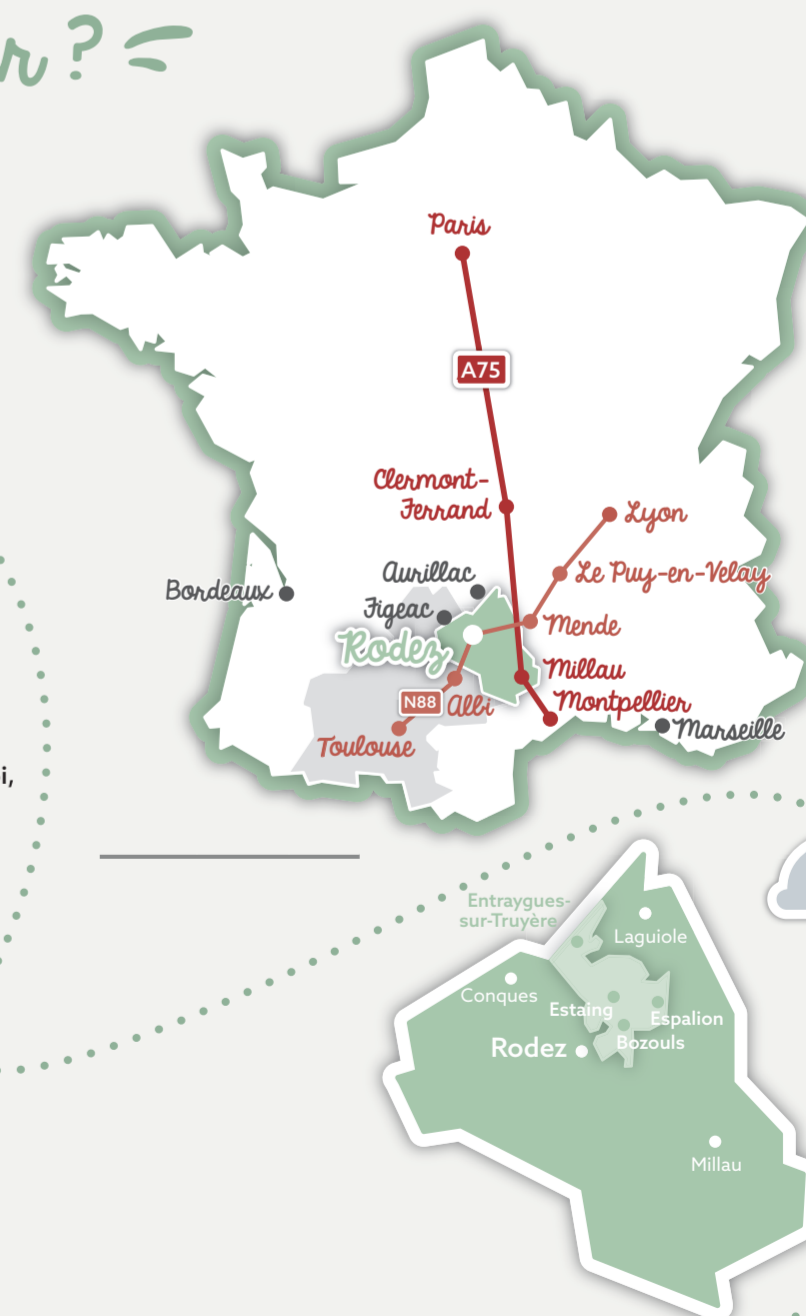 r ?
Paris
A75
Clermont-
Ferrand
Lyon
Aurillac
Le Puy-en-Velay
Bordeaux
Figeac
Mende
Rodez
Millau
N88
Albi
Montpellier
Marseille
Toulouse
i,
Entraygues-
sur-Truyère
Laguiole
Conques
Estaing
Espalion
Rodez
Bozouls
Millau